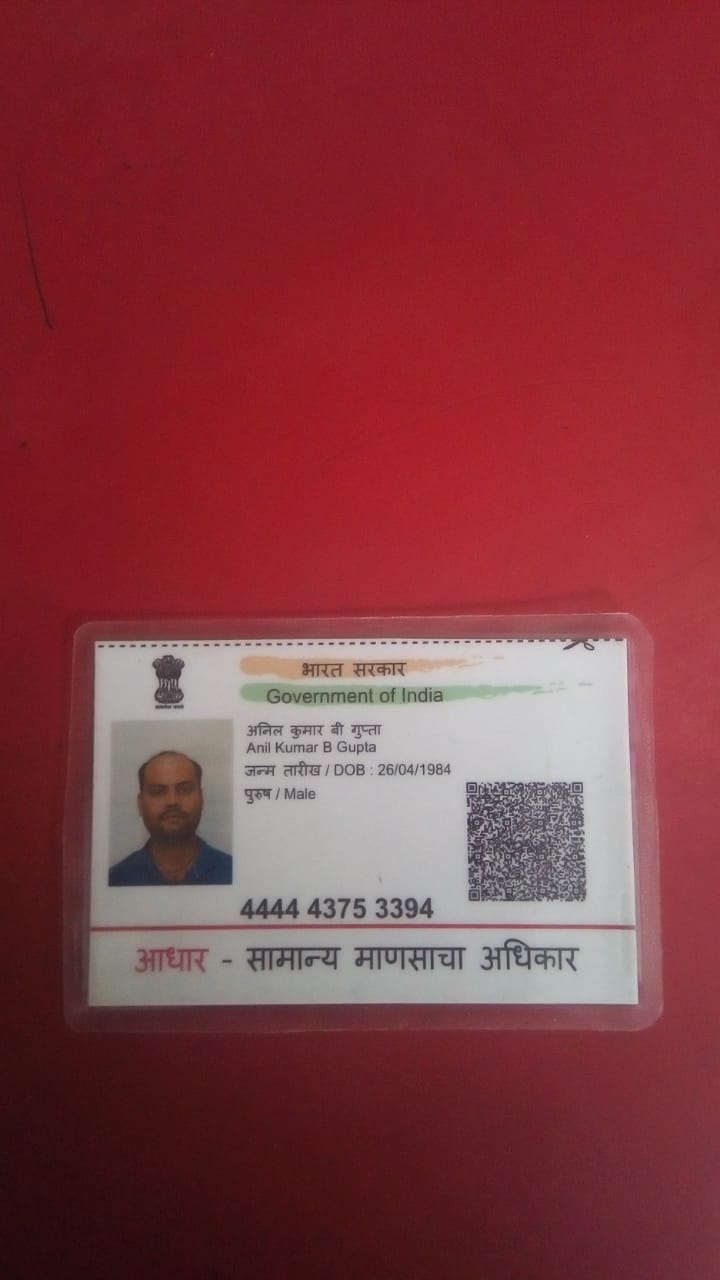 भारत सरकार
Government of India
अनिल कुमार बी गुप्ता
Anil Kumar B Gupta
जन्म तारीख / DOB : 26/04/1984
पुरुष / Male
4444 4375 3394
आधार - सामान्य माणसाचा अधिकार